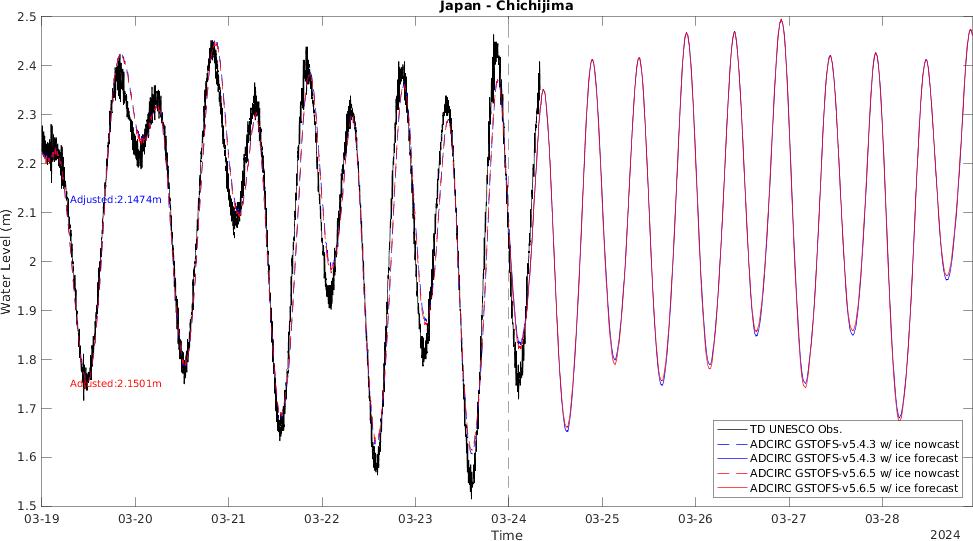 Japan - Chichijima
Water Level (m)
2.5
2.4
2.3
2.2
2.1
2
1.9
1.8
1.7
1.6
1.5
Adjusted:2.1474m
Adjusted:2.1501m
TD UNESCO Obs.
ADCIRC GSTOFS-v5.4.3 w/ ice nowcast
ADCIRC GSTOFS-v5.4.3 w/ ice forecast
ADCIRC GSTOFS-v5.6.5 w/ ice nowcast
ADCIRC GSTOFS-v5.6.5 w/ ice forecast
03-19 03-20 03-21 03-22 03-23 03-24 03-25 03-26 03-27 03-28
Time
2024